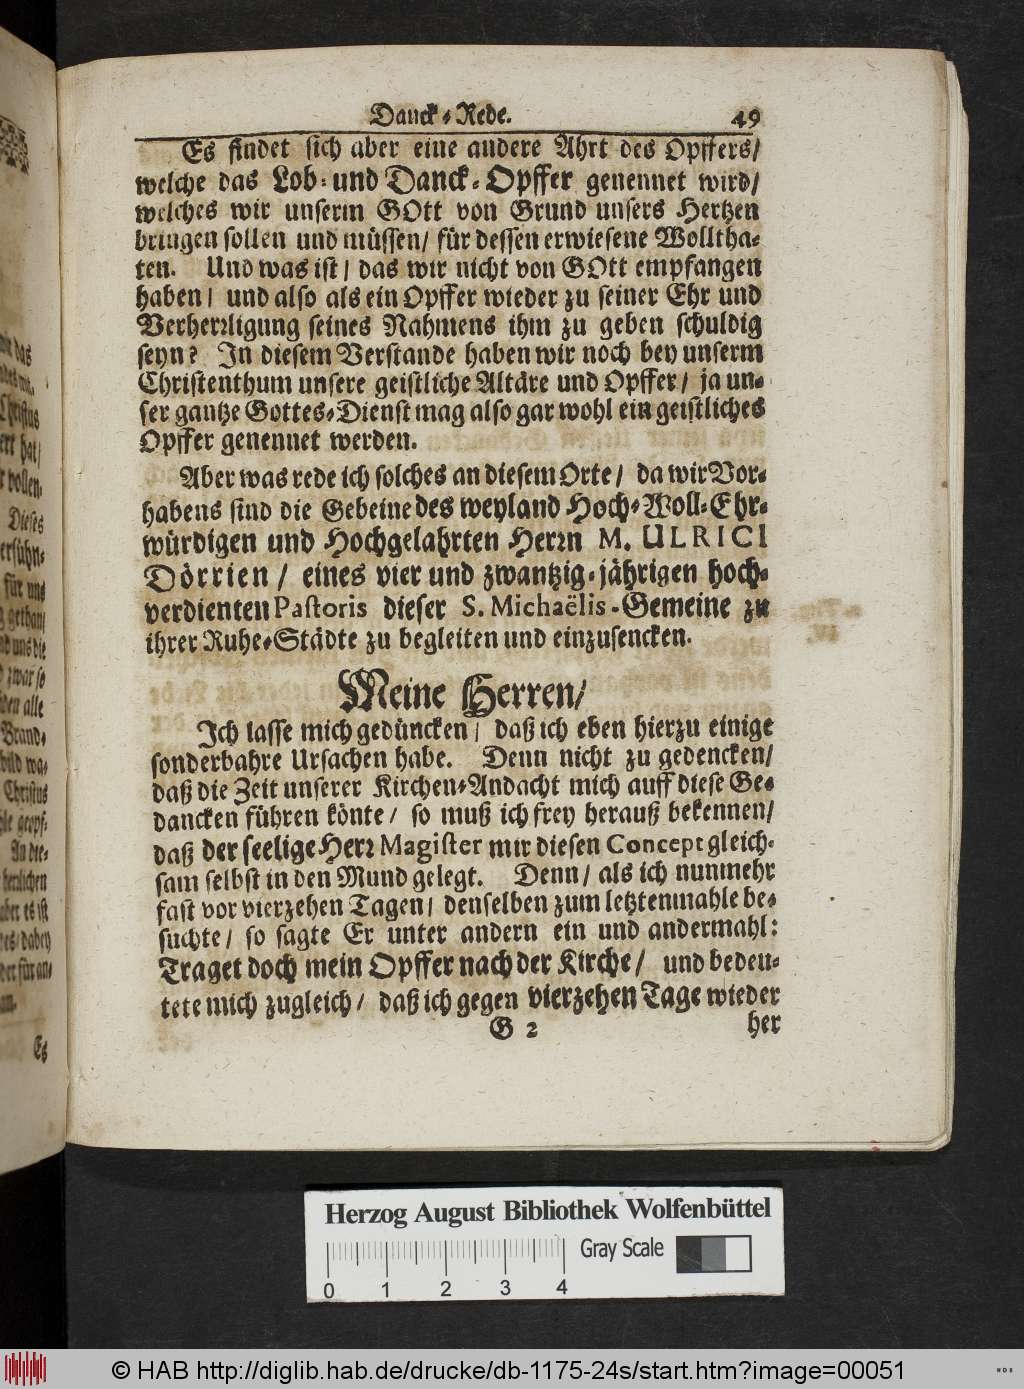 Danck-Rede. 49
Es findet sich aber eine andere Ahrt des Opffers/
welche das Lob- und Danck-Opffer genennet wird/
welches wir unserm GOtt von Grund unsers Hertzen
bringen sollen und müssen/ für dessen erwiesene Wolltha-
ten. Und was ist/ das wir nicht von GOtt empfangen
haben/ und also als ein Opffer wieder zu seiner Ehr und
Verherrligung seines Nahmens ihm zu geben schuldig
seyn? In diesem Verstande haben wir noch bey unserm
Christenthum unsere geistliche Altäre und Opffer/ ja un-
ser gantze Gottes-Dienst mag also gar wohl ein geistliches
Opffer genennet werden.
Aber was rede ich solches an diesem Orte/ da wir Vor-
habens sind die Gebeine des weyland Hoch-Woll-Ehr-
würdigen und Hochgelahrten Herrn M. ULRICI
Dörrien/ eines vier und zwantzig-jährigen hoch-
verdienten Pastoris dieser S. Michaëlis-Gemeine zu
ihrer Ruhe-Städte zu begleiten und einzusencken.
Meine Herren/
Ich lasse mich gedüncken/ daß ich eben hierzu einige
sonderbahre Ursachen habe. Denn nicht zu gedencken/
daß die Zeit unserer Kirchen-Andacht mich auff diese Ge-
dancken führen könte/ so muß ich frey herauß bekennen/
daß der seelige Herr Magister mir diesen Concept gleich-
sam selbst in den Mund gelegt. Denn/ als ich nunmehr
fast vor vierzehen Tagen/ denselben zum letztenmahle be-
suchte/ so sagte Er unter andern ein und andermahl:
Traget doch mein Opffer nach der Kirche/ und bedeu-
tete mich zugleich/ daß ich gegen vierzehen Tage wieder
G 2 her
Herzog August Bibliothek Wolfenbüttel
0 1 2 3 4 Gray Scale
© HAB http://diglib.hab.de/drucke/db-1175-24s/start.htm?image=00051